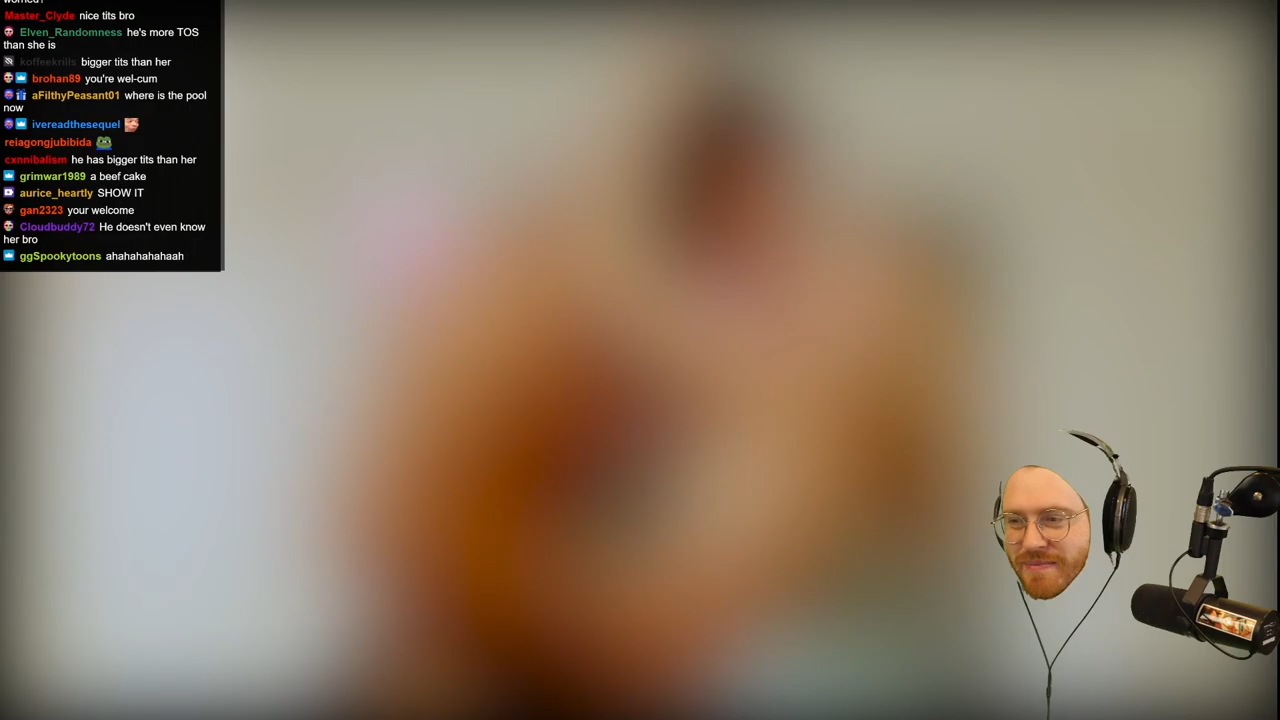 Master_Clyde nice tits bro
Elven_Randomness he's more TOS
than she is
koffeekrills bigger tits than her
brohan89 you're wel-cum
aFilthyPeasant01 where is the pool
now
ivereadthesequel
reiagongjubibida
cxnnibalism he has bigger tits than her
grimwar1989 a beef cake
aurice_heartly SHOW IT
gan2323 your welcome
Cloudbuddy72 He doesn't even know
her bro
ggSpookytoons ahahahahahaah